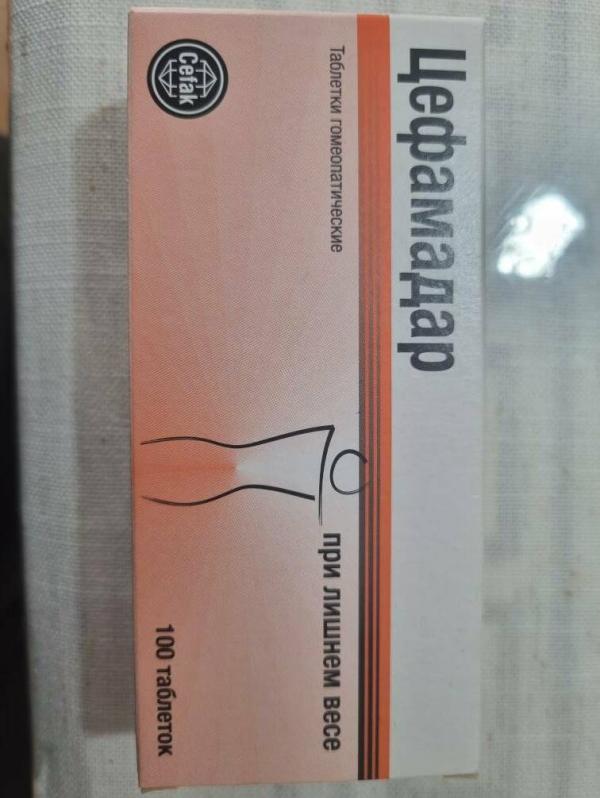 Цефамадар
Таблетки гомеопатические
при лишнем весе
100 таблеток
Cefak